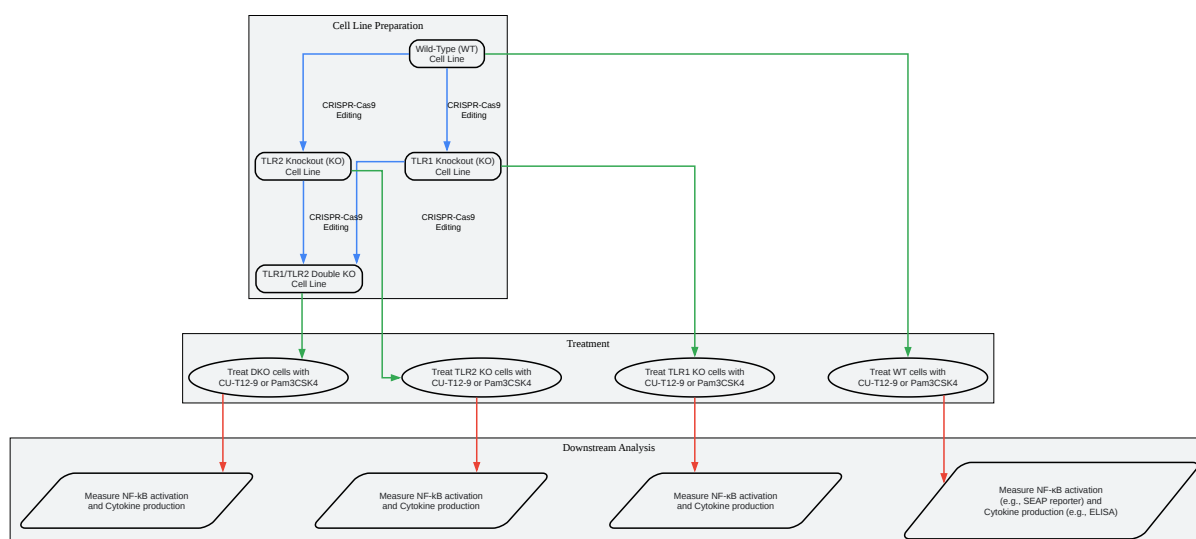 Cell Line Preparation
Wild-Type (WT)
Cell Line
CRISPR-Cas9
Editing
CRISPR-Cas9
Editing
TLR2 Knockout (KO)
Cell Line
TLR1 Knockout (KO)
Cell Line
CRISPR-Cas9
Editing
CRISPR-Cas9
Editing
TLR1/TLR2 Double KO
Cell Line
Treatment
Treat DKO cells with
CU-T12-9 or Pam3CSK4
Treat TLR2 KO cells with
CU-T12-9 or Pam3CSK4
Treat TLR1 KO cells with
CU-T12-9 or Pam3CSK4
Treat WT cells with
CU-T12-9 or Pam3CSK4
Downstream Analysis
Measure NF-kB activation
and Cytokine production
Measure NF-kB activation
and Cytokine production
Measure NF-κB activation
and Cytokine production
Measure NF-κB activation
(e.g., SEAP reporter) and
Cytokine production (e.g., ELISA)